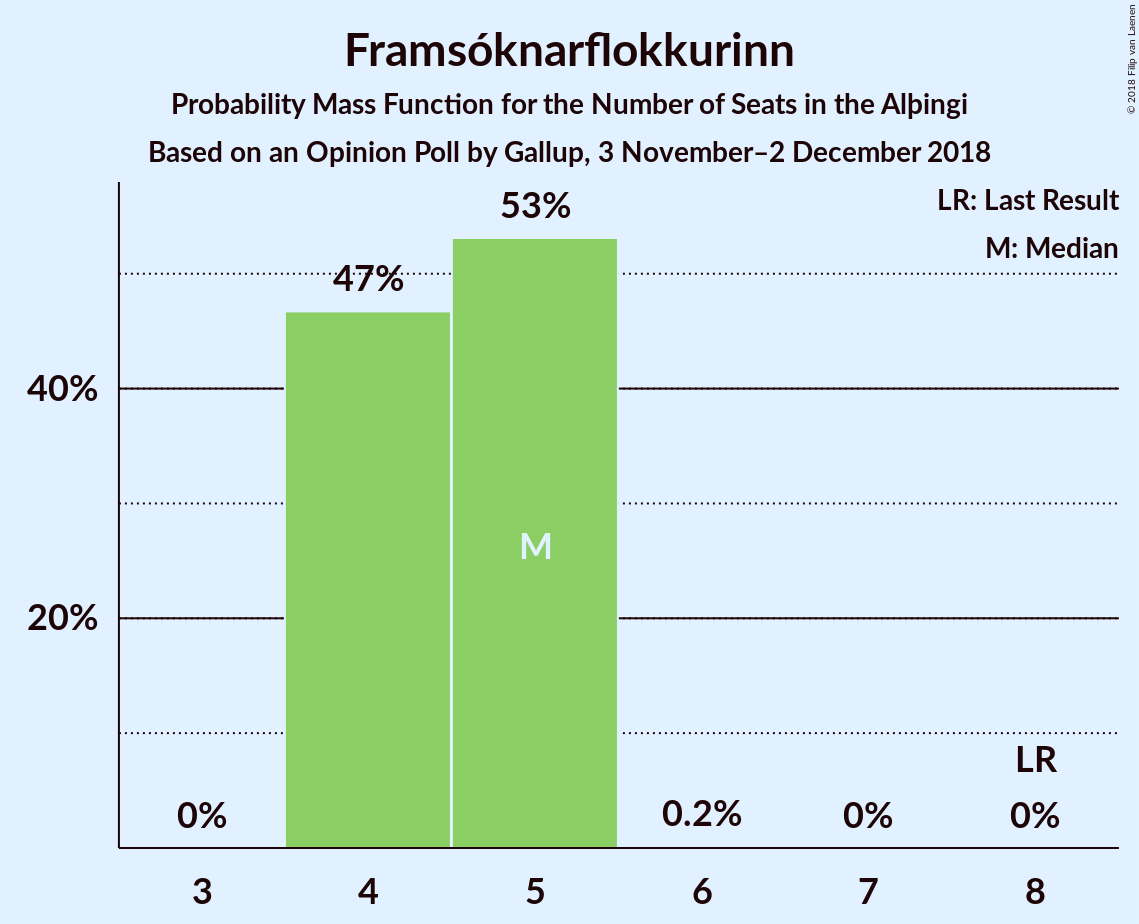 Framsóknarflokkurinn
Probability Mass Function for the Number of Seats in the Alþingi
Based on an Opinion Poll by Gallup, 3 November–2 December 2018
© 2018 Filip van Laenen
LR: Last Result
M: Median
53%
47%
40%
M
20%
LR
0%
0.2%
0%
0%
3
4
5
6
7
8